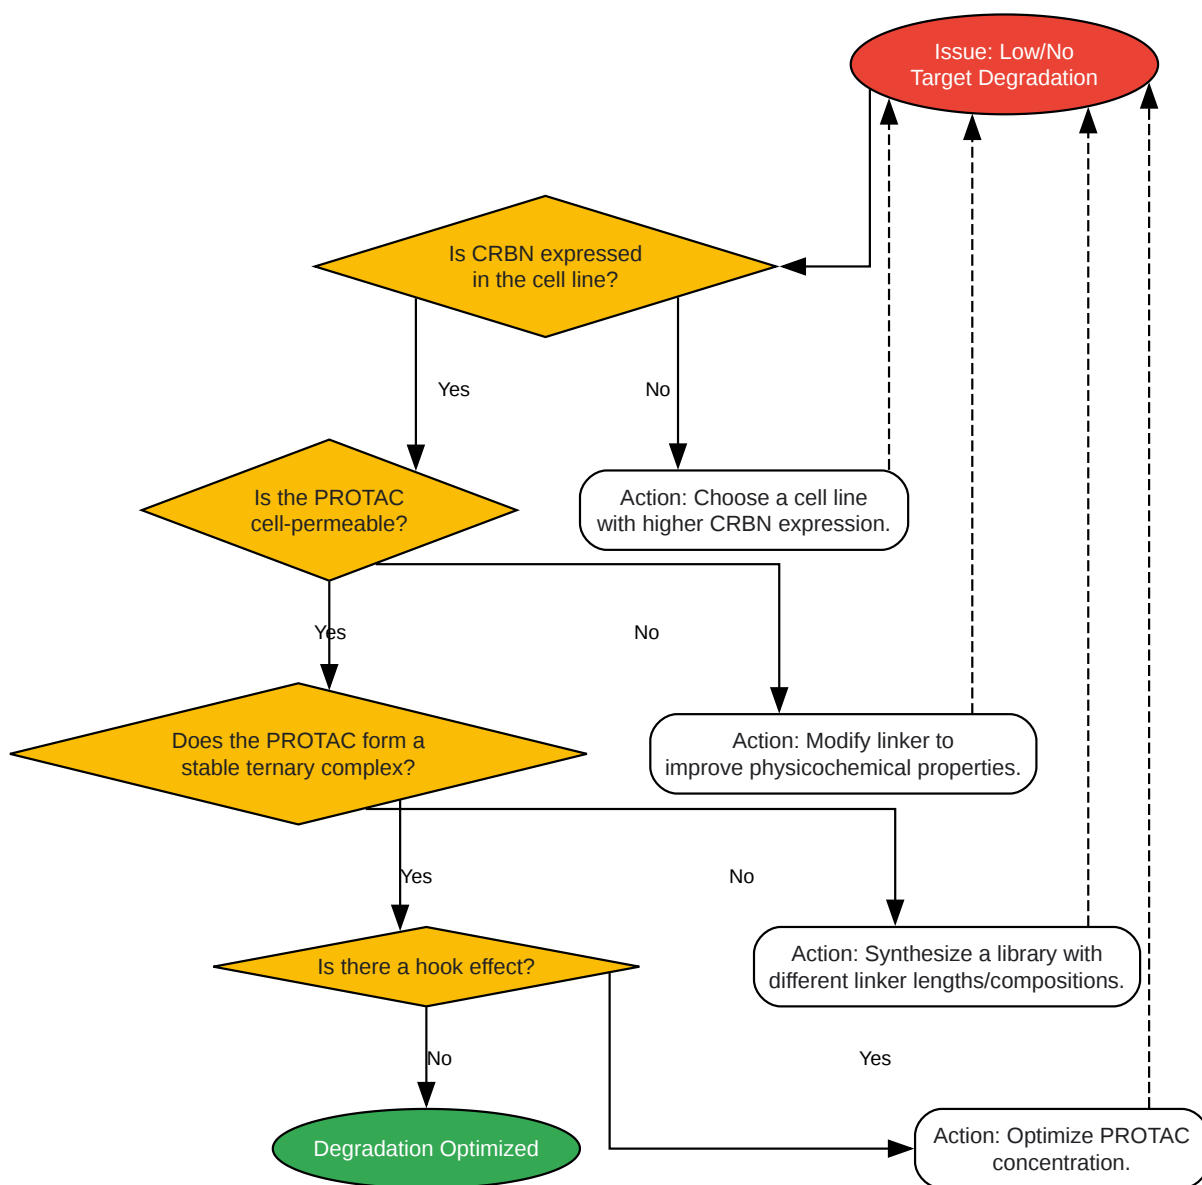 Issue: Low/No
Target Degradation
Is CRBN expressed
in the cell line?
Yes
No
Is the PROTAC
cell-permeable?
Action: Choose a cell line
with higher CRBN expression.
Yes
No
Does the PROTAC form a
stable ternary complex?
Action: Modify linker to
improve physicochemical properties.
Yes
No
Is there a hook effect?
Action: Synthesize a library with
different linker lengths/compositions.
No
Yes
Degradation Optimized
Action: Optimize PROTAC
concentration.